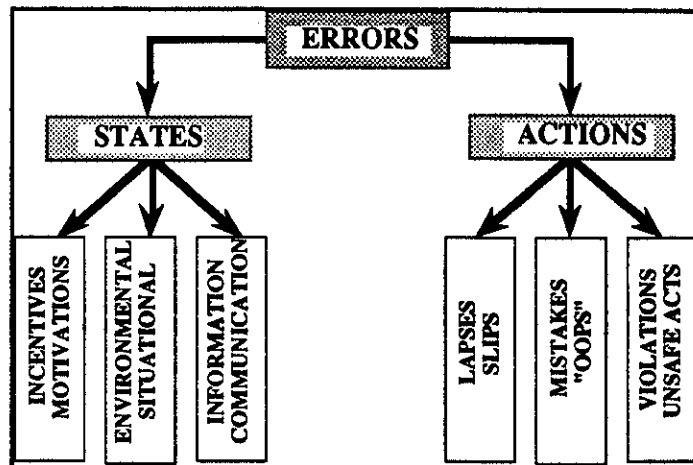 ERRORS
STATES
ACTIONS
INCENTIVES
MOTIVATIONS
ENVIRONMENTAL
SITUATIONAL
INFORMATION
COMMUNICATION
LAPSES
SLIPS
MISTAKES
"OOPS"
VIOLATIONS
UNSAFE ACTS